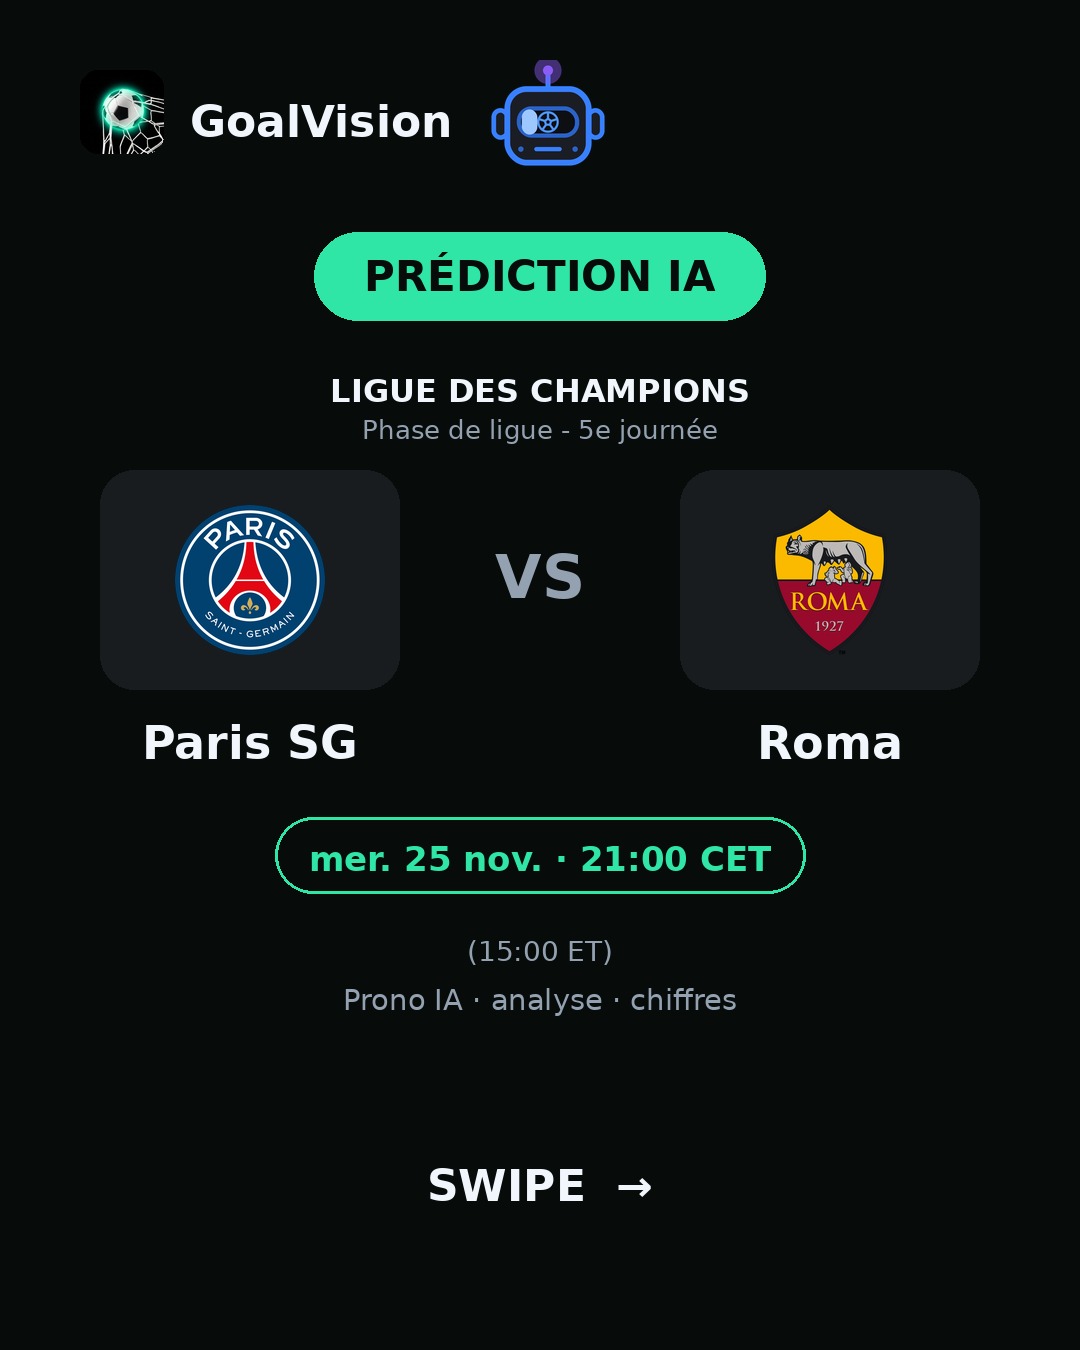 GoalVision
PRÉDICTION IA
LIGUE DES CHAMPIONS
Phase de ligue - 5e journée
PARIS
SAINT - GERMAIN
VS
ROMA
1927
Paris SG
Roma
mer. 25 nov. · 21:00 CET
(15:00 ET)
Prono IA · analyse · chiffres
SWIPE →